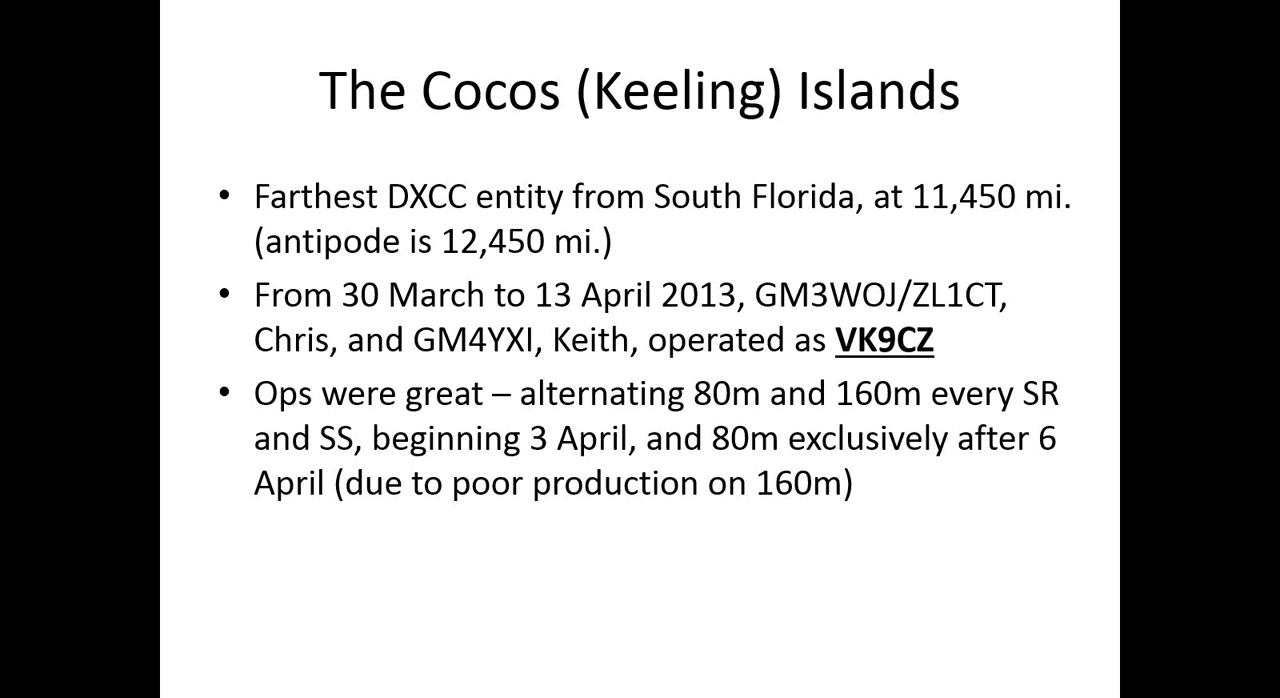 The Cocos (Keeling) Islands
• Farthest DXCC entity from South Florida, at 11,450 mi.
(antipode is 12,450 mi.)
• From 30 March to 13 April 2013, GM3WOJ/ZL1CT,
Chris, and GM4YXI, Keith, operated as VK9CZ
• Ops were great – alternating 80m and 160m every SR
and SS, beginning 3 April, and 80m exclusively after 6
April (due to poor production on 160m)